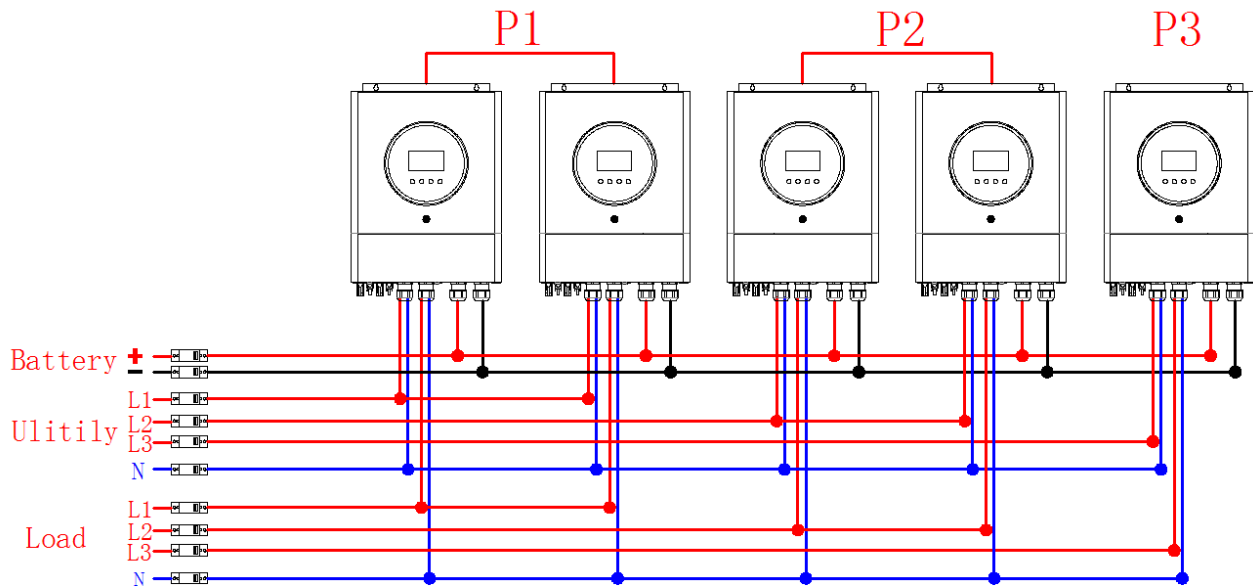 P1 P2 P3
Battery +
−
L1
Ulitily L2
L3
N
L1
Load L2
L3
N